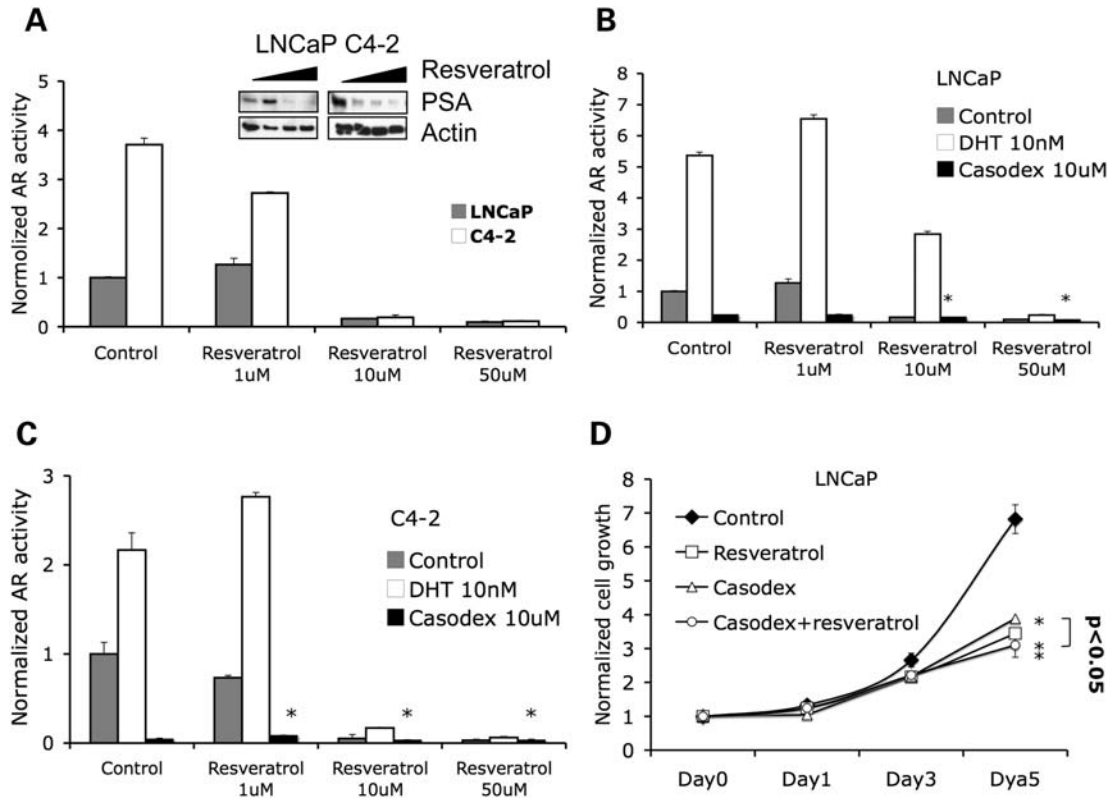 A
LNCaP C4-2
Resveratrol
PSA
Actin
Normolized AR activity
5
4
3
2
1
0
LNCaP
C4-2
Control
Resveratrol 1uM
Resveratrol 10uM
Resveratrol 50uM
B
Normalized AR activity
8
7
6
5
4
3
2
1
0
LNCaP
Control
DHT 10nM
Casodex 10uM
*
*
Control
Resveratrol 1uM
Resveratrol 10uM
Resveratrol 50uM
C
Normalized AR activity
3
2
1
0
C4-2
Control
DHT 10nM
Casodex 10uM
*
*
*
Control
Resveratrol 1uM
Resveratrol 10uM
Resveratrol 50uM
D
Normalized cell growth
8
7
6
5
4
3
2
1
0
LNCaP
Control
Resveratrol
Casodex
Casodex+resveratrol
*
*
*
p<0.05
Day0
Day1
Day3
Dya5